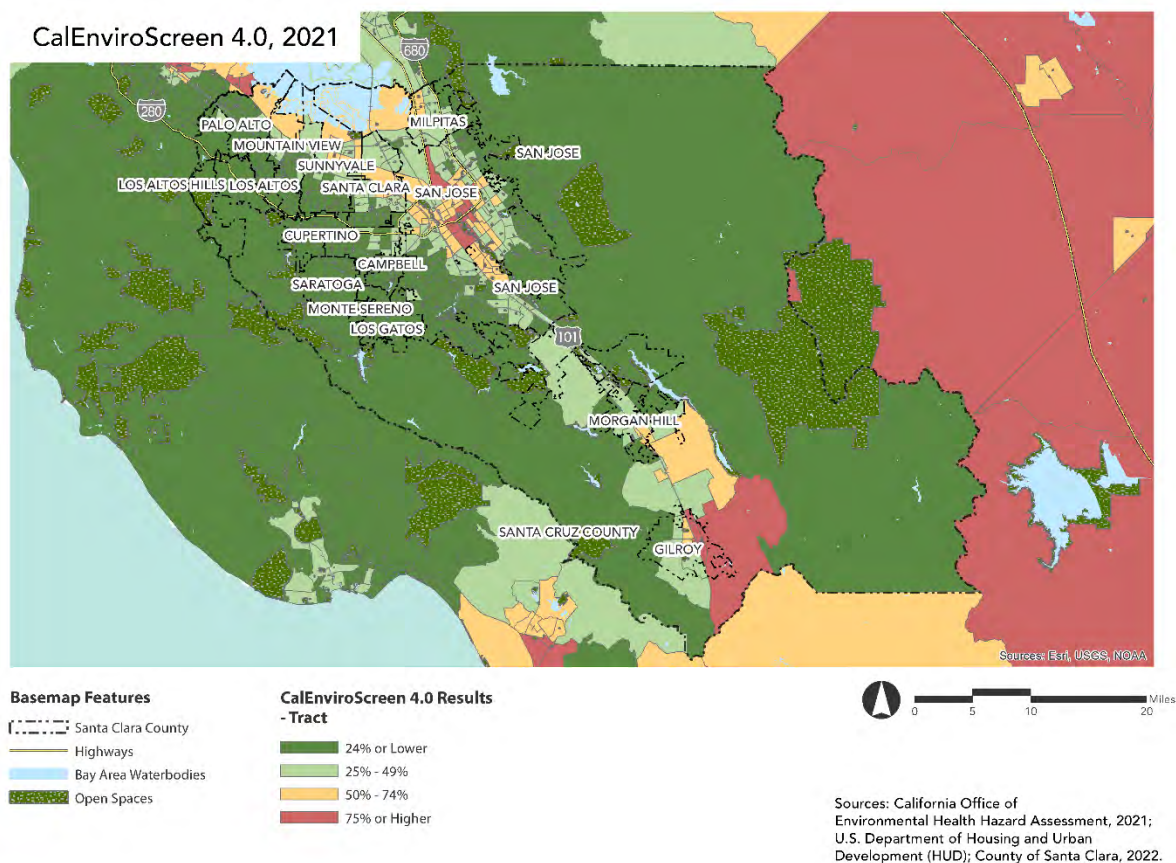 CalEnviroScreen 4.0, 2021
680
280
PALO ALTO
MILPITAS
MOUNTAIN VIEW
SAN JOSE
SUNNYVALE
LOS ALTOS HILLS
LOS ALTOS
SANTA CLARA
SAN JOSE
CUPERTINO
CAMPBELL
SARATOGA
SAN JOSE
MONTE SERENO
LOS GATOS
101
MORGAN HILL
SANTA CRUZ COUNTY
GILROY
Sources: Esri, USGS, NOAA
Basemap Features
Santa Clara County
Highways
Bay Area Waterbodies
Open Spaces
CalEnviroScreen 4.0 Results
- Tract
24% or Lower
25% - 49%
50% - 74%
75% or Higher
Miles
0 5 10 20
Sources: California Office of
Environmental Health Hazard Assessment, 2021;
U.S. Department of Housing and Urban
Development (HUD); County of Santa Clara, 2022.